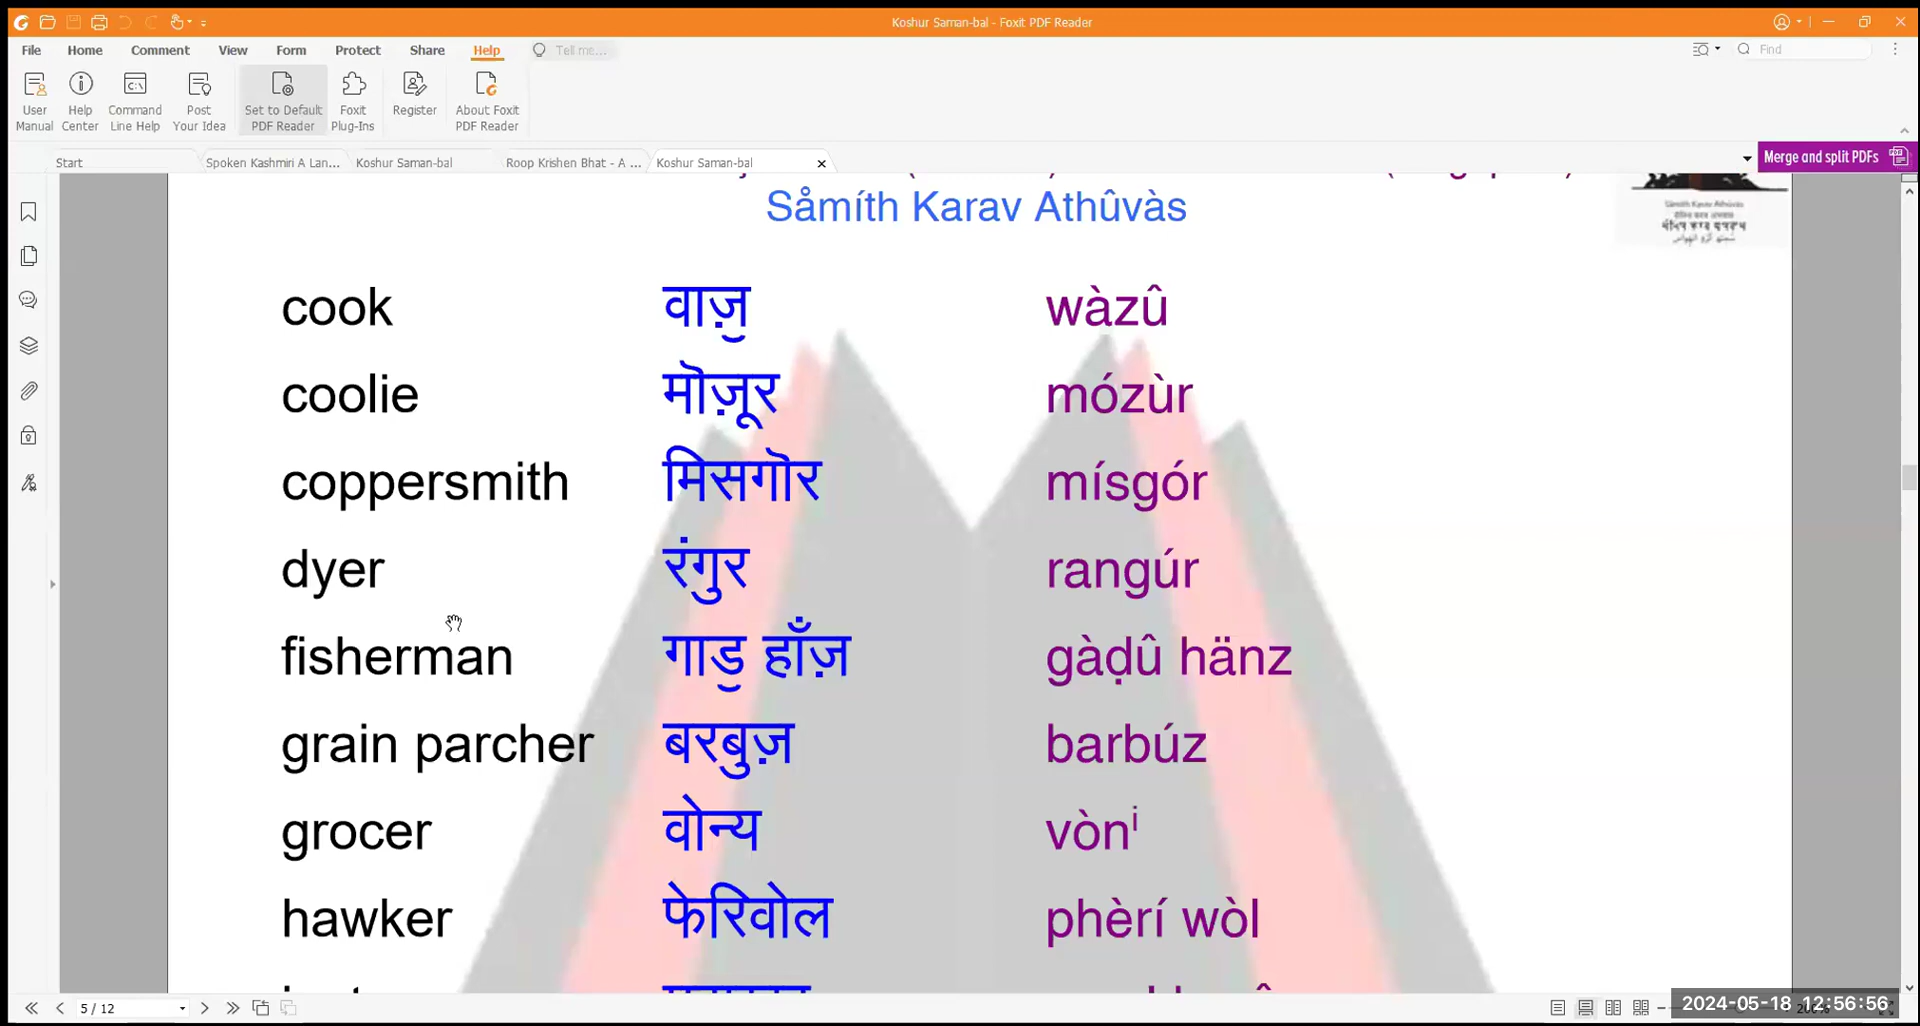 Koshur Saman-bal - Foxit PDF Reader
File Home Comment View Form Protect Share Help Tell me... Find
User Manual
Help Center
Command Line Help
Post Your Idea
Set to Default PDF Reader
Foxit Plug-Ins
Register
About Foxit PDF Reader
Start Spoken Kashmiri A Lan... Koshur Saman-bal Roop Krishen Bhat - A ... Koshur Saman-bal Merge and split PDFs
Såmíth Karav Athûvàs
Såmíth Karav Athûvàs
cook वाज़ॖ wàzû
coolie मॊज़ूर mózùr
coppersmith मिसगॊर mísgór
dyer रंगुर rangúr
fisherman गाडॖ हाँज़ gàḍû hänz
grain parcher बरबुज़ barbúz
grocer वोन्य vònⁱ
hawker फेरिवोल phèrí wòl
5 / 12
2024-05-18 12:56:56